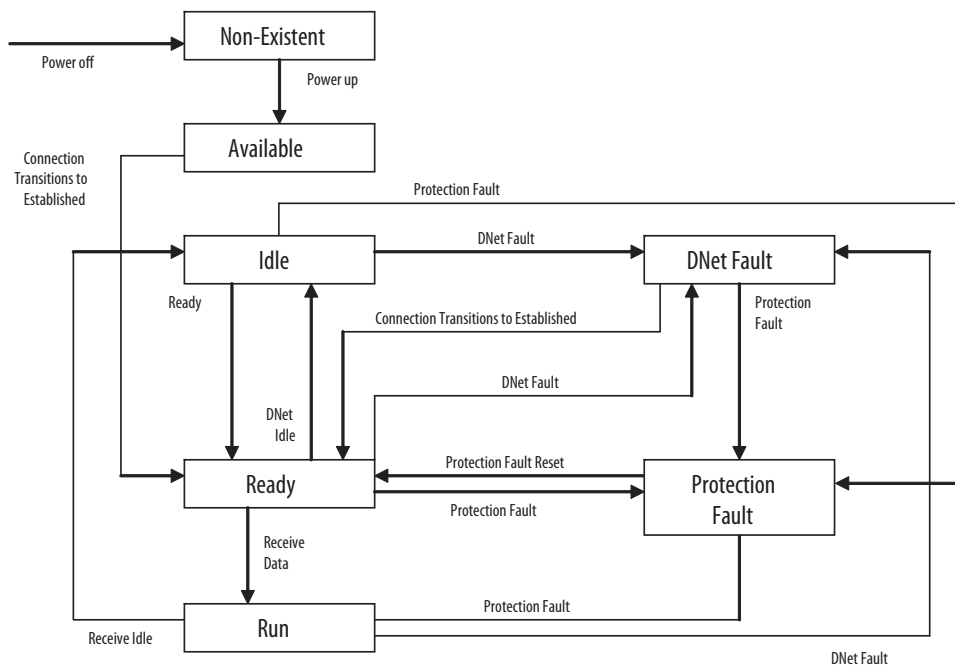 Non-Existent
Power off
Power up
Available
Connection
Transitions to
Established
Protection Fault
Idle
DNet Fault
DNet Fault
Ready
Connection Transitions to Established
Protection
Fault
DNet Fault
DNet
Idle
Ready
Protection Fault Reset
Protection Fault
Protection
Fault
Receive
Data
Run
Protection Fault
Receive Idle
DNet Fault